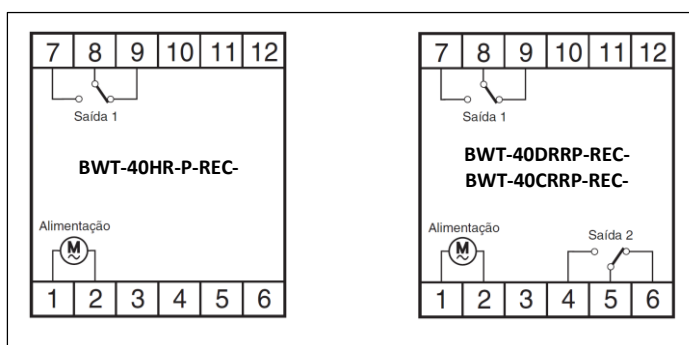 7 8 9 10 11 12
Saída 1
BWT-40HR-P-REC-
Alimentação
M
~
1 2 3 4 5 6
7 8 9 10 11 12
Saída 1
BWT-40DRRP-REC-
BWT-40CRRP-REC-
Alimentação
Saída 2
M
~
1 2 3 4 5 6